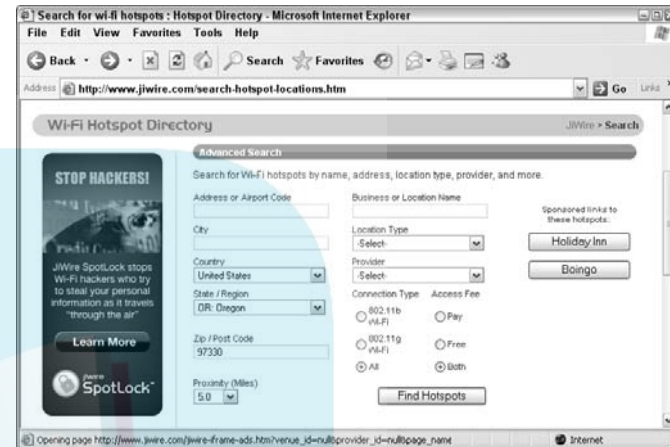 Search for wi-fi hotspots : Hotspot Directory - Microsoft Internet Explorer
File Edit View Favorites Tools Help
Back Search Favorites
Address http://www.jiwire.com/search-hotspot-locations.htm Go Links
Wi-Fi Hotspot Directory JiWire > Search
Advanced Search
Search for Wi-Fi hotspots by name, address, location type, provider, and more.
STOP HACKERS!
JiWire SpotLock stops
Wi-Fi hackers who try
to steal your personal
information as it travels
"through the air"
Learn More
jiwire
SpotLock
Address or Airport Code
City
Country
United States
State / Region
OR: Oregon
Zip / Post Code
97330
Proximity (Miles)
5.0
Business or Location Name
Location Type
-Select-
Provider
-Select-
Connection Type Access Fee
802.11b
Wi-Fi
Pay
802.11g
Wi-Fi
Free
All Both
Find Hotspots
Sponsored links to
these hotspots:
Holiday Inn
Boingo
Opening page http://www.jiwire.com/jiwire-iframe-ads.htm?venue_id=null&provider_id=null&page_name Internet